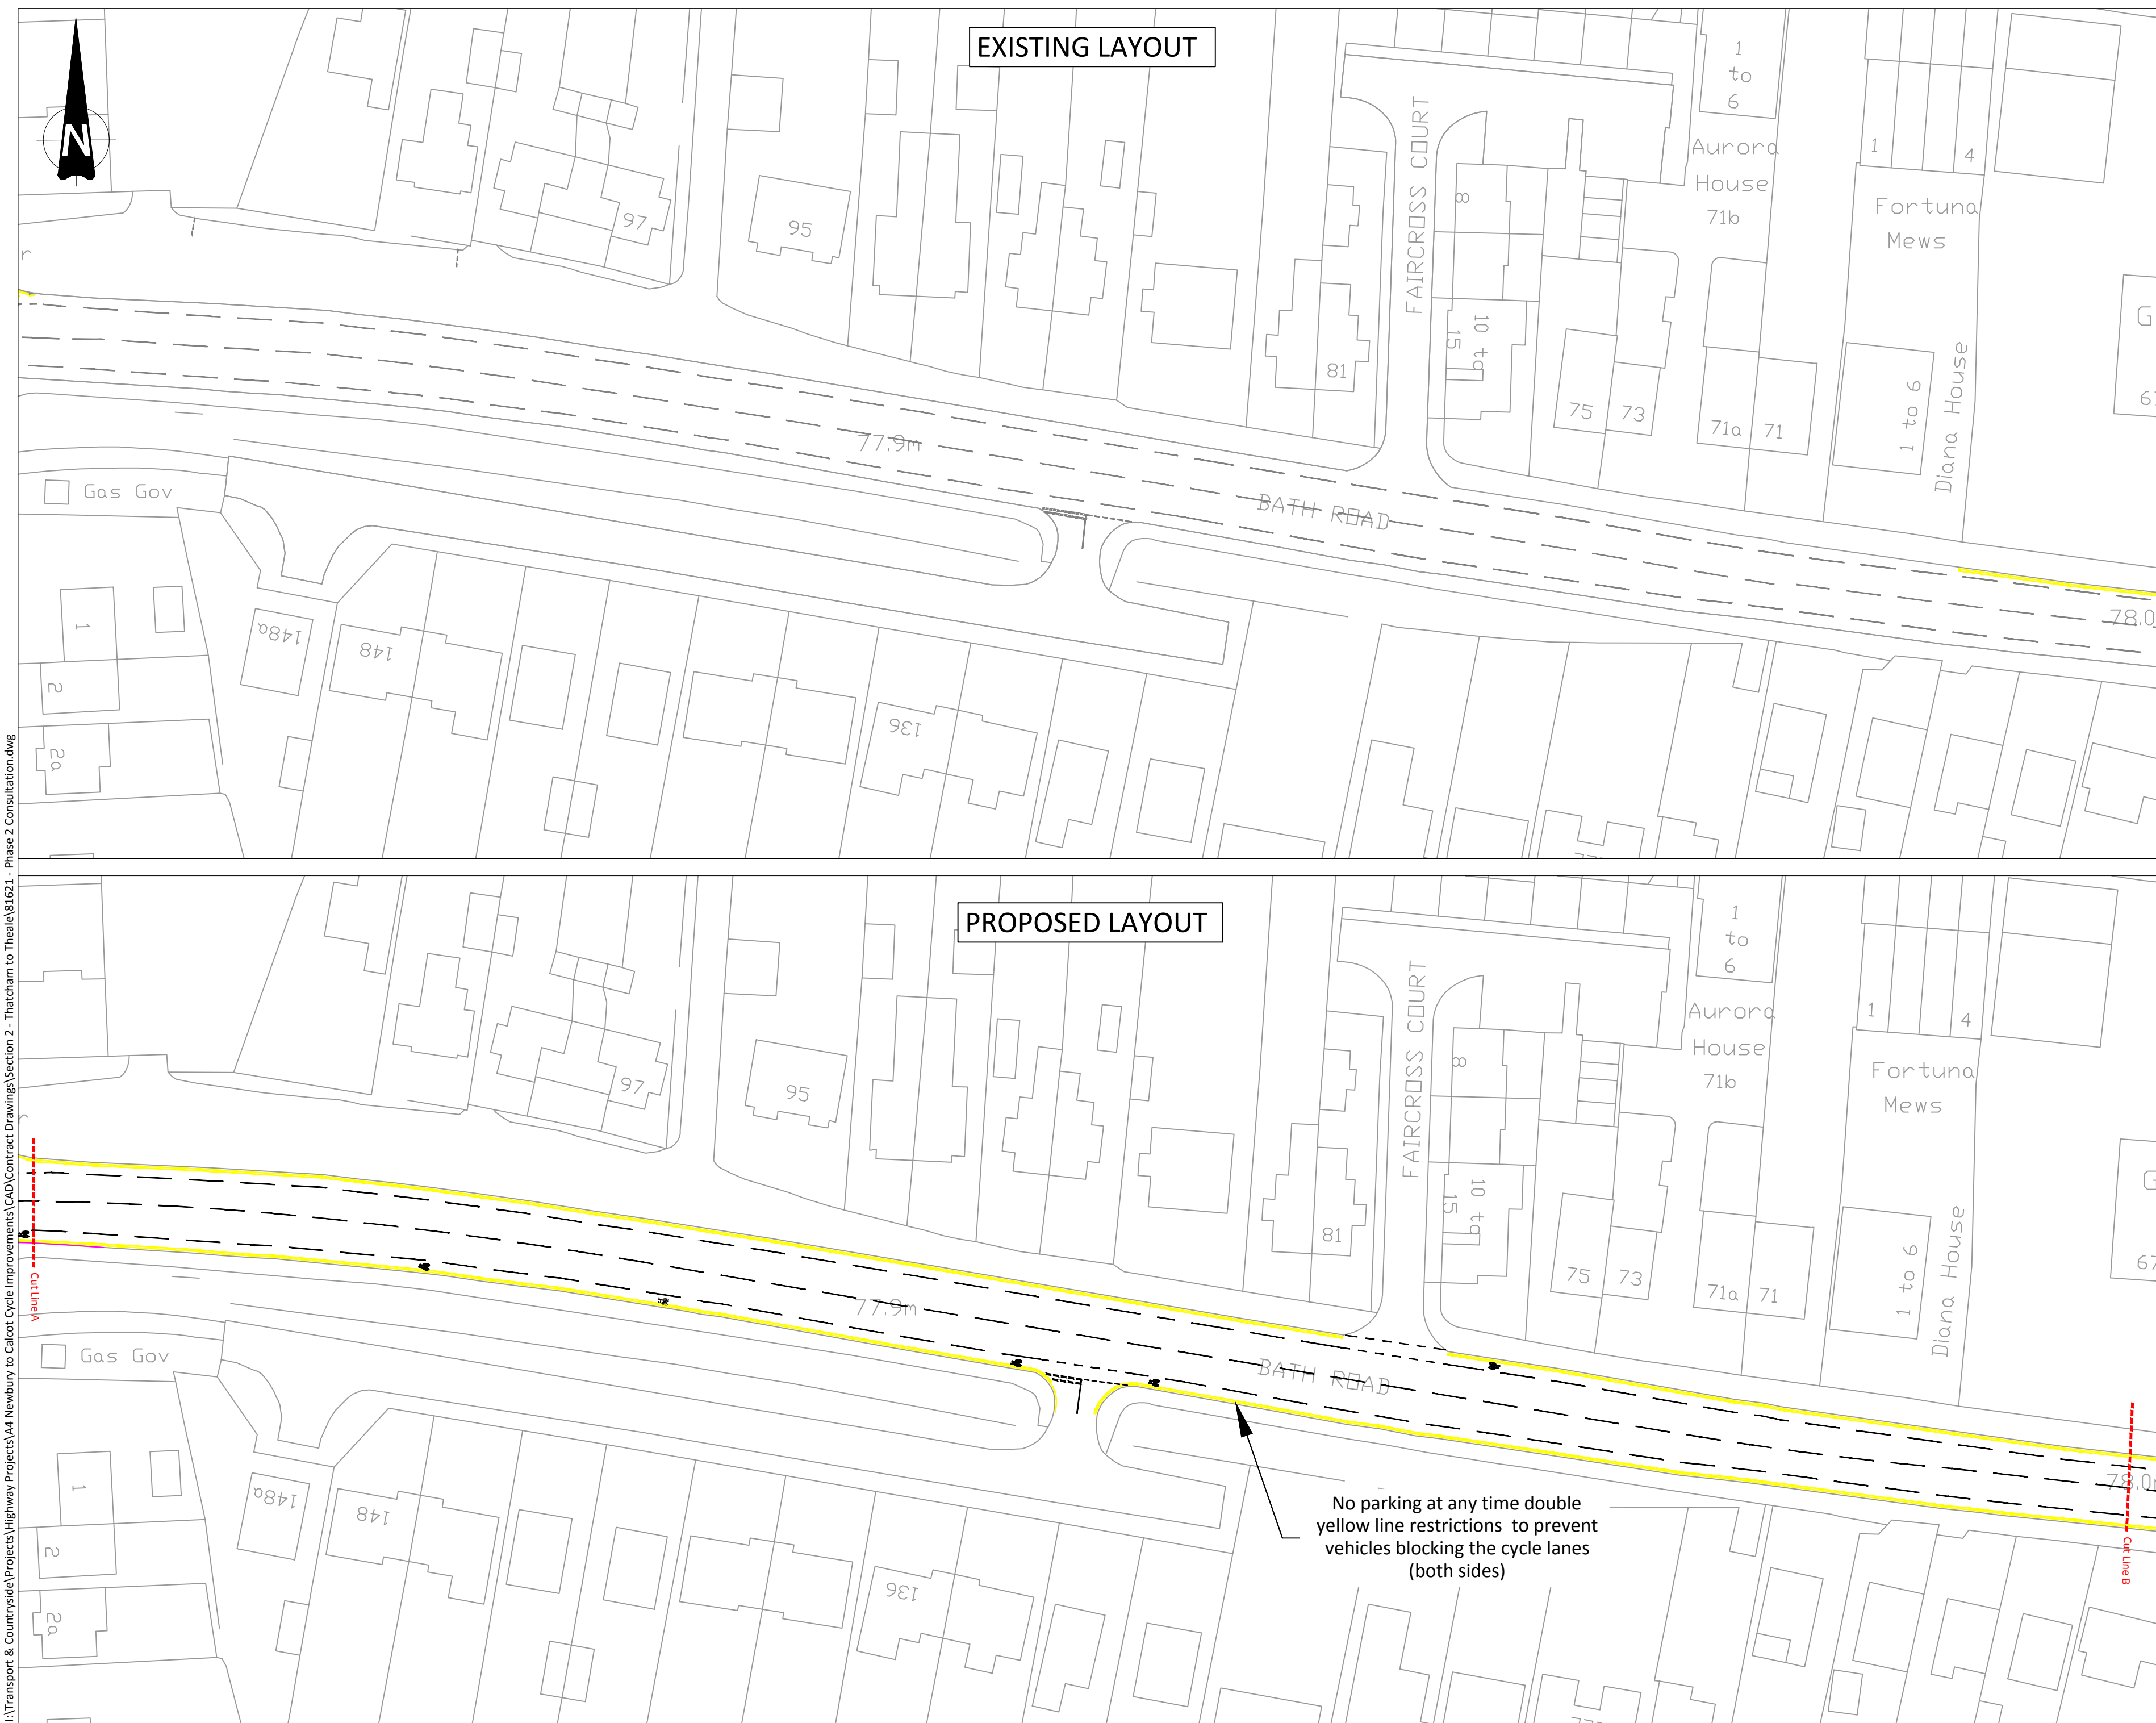 EXISTING LAYOUT
N
1
to
6
Aurora
House
71b
1
4
Fortuna
Mews
97
95
FAIRCROSS COURT
8
10 to
15
81
75
73
71a
71
1 to 6
Diana House
G
67
r
77.9m
BATH ROAD
78.0
Gas Gov
1
2
2a
148a
148
136
PROPOSED LAYOUT
1
to
6
Aurora
House
71b
1
4
Fortuna
Mews
97
95
FAIRCROSS COURT
8
10 to
15
81
75
73
71a
71
1 to 6
Diana House
G
67
r
Cut Line A
77.9m
BATH ROAD
78.0m
Cut Line B
Gas Gov
1
2
2a
148a
148
136
No parking at any time double
yellow line restrictions to prevent
vehicles blocking the cycle lanes
(both sides)
I:\Transport & Countryside\Projects\Highway Projects\A4 Newbury to Calcot Cycle Improvements\CAD\Contract Drawings\Section 2 - Thatcham to Theale\81621 - Phase 2 Consultation.dwg